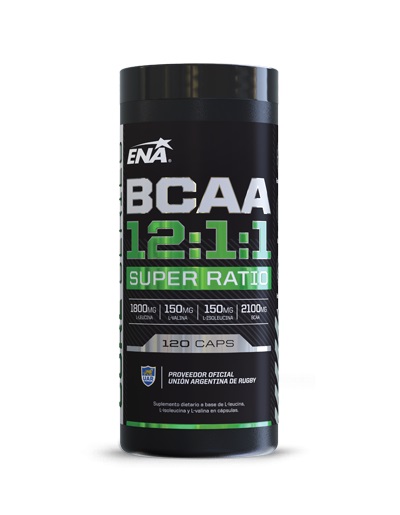 ENA®
BCAA
12:1:1
SUPER RATIO
1800MG 150MG 150MG 2100MG
L-LEUCINA L-VALINA L-ISOLEUCINA BCAA
120 CAPS
UAR
PROVEEDOR OFICIAL
UNIÓN ARGENTINA DE RUGBY
Suplemento dietario a base de L-leucina,
L-isoleucina y L-valina en cápsulas.